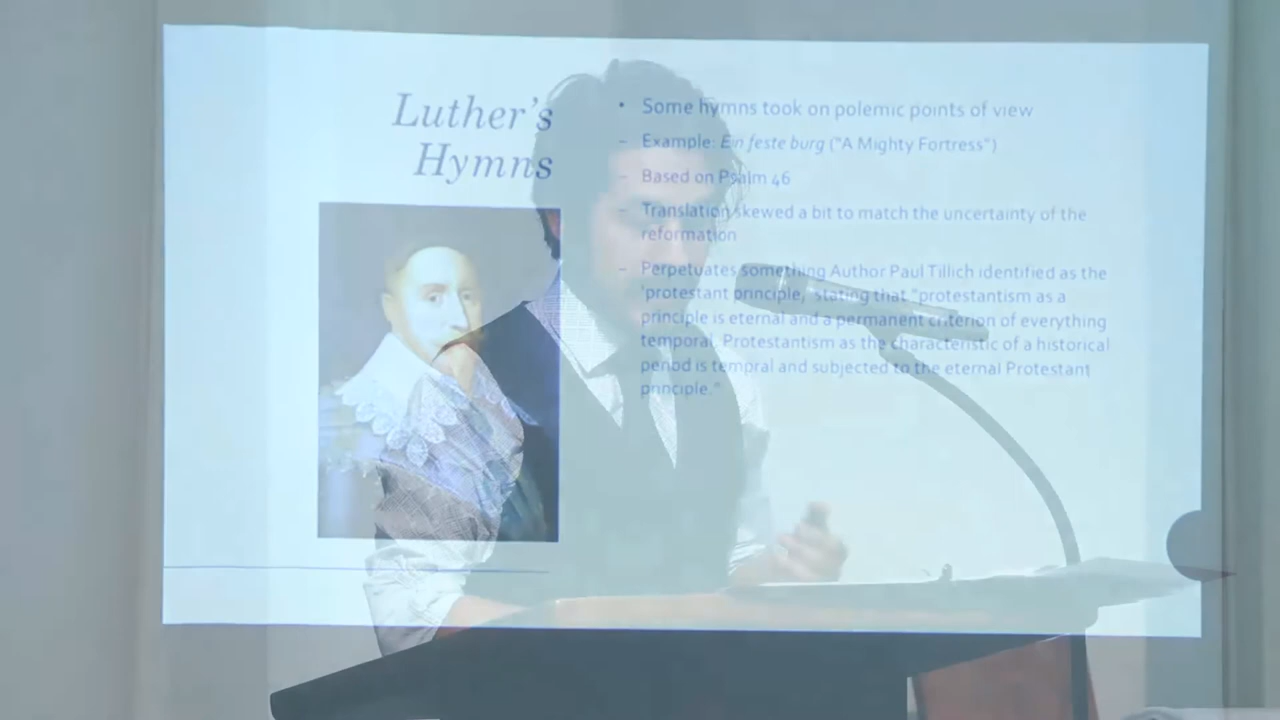 Luther's
Hymns
• Some hymns took on polemic points of view
– Example: Ein feste burg ("A Mighty Fortress")
– Based on Psalm 46
– Translation skewed a bit to match the uncertainty of the
reformation
– Perpetuates something Author Paul Tillich identified as the
'protestant principle,' stating that "protestantism as a
principle is eternal and a permanent criterion of everything
temporal. Protestantism as the characteristic of a historical
period is tempral and subjected to the eternal Protestant
principle."